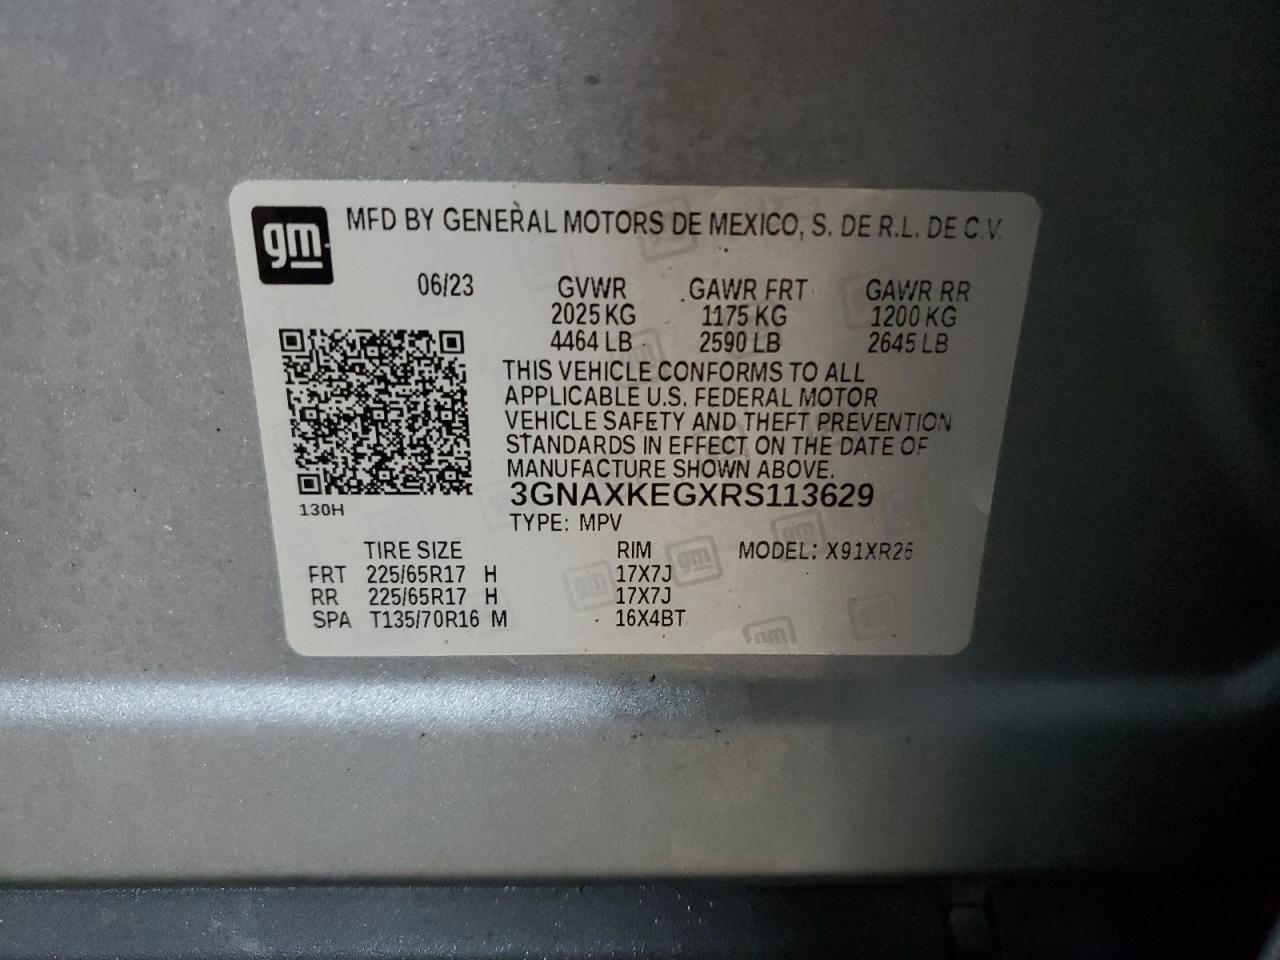 gm MFD BY GENERAL MOTORS DE MEXICO, S. DE R.L. DE C V.
06/23 GVWR GAWR FRT GAWR RR
2025 KG 1175 KG 1200 KG
4464 LB 2590 LB 2645 LB
THIS VEHICLE CONFORMS TO ALL
APPLICABLE U.S. FEDERAL MOTOR
VEHICLE SAFETY AND THEFT PREVENTION
STANDARDS IN EFFECT ON THE DATE OF
MANUFACTURE SHOWN ABOVE.
3GNAXKEGXRS113629
130H
TYPE: MPV
TIRE SIZE RIM MODEL: X91XR26
FRT 225/65R17 H 17X7J
RR 225/65R17 H 17X7J
SPA T135/70R16 M 16X4BT
gm
gm
gm